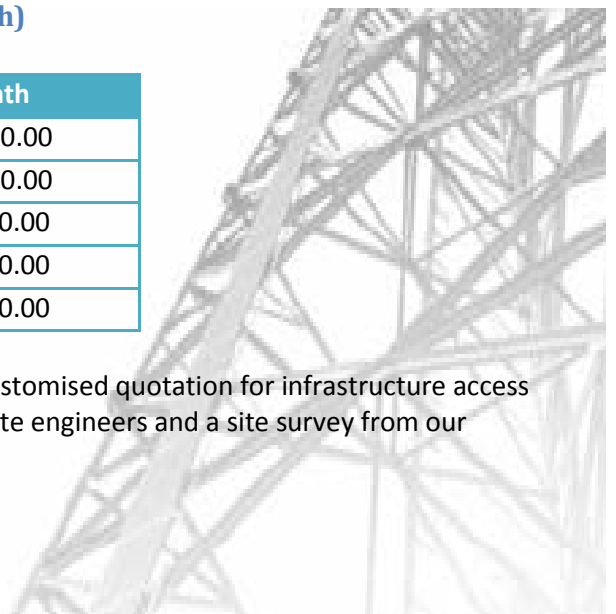 h)
nth
0.00
0.00
0.00
0.00
0.00
stomised quotation for infrastructure access
te engineers and a site survey from our